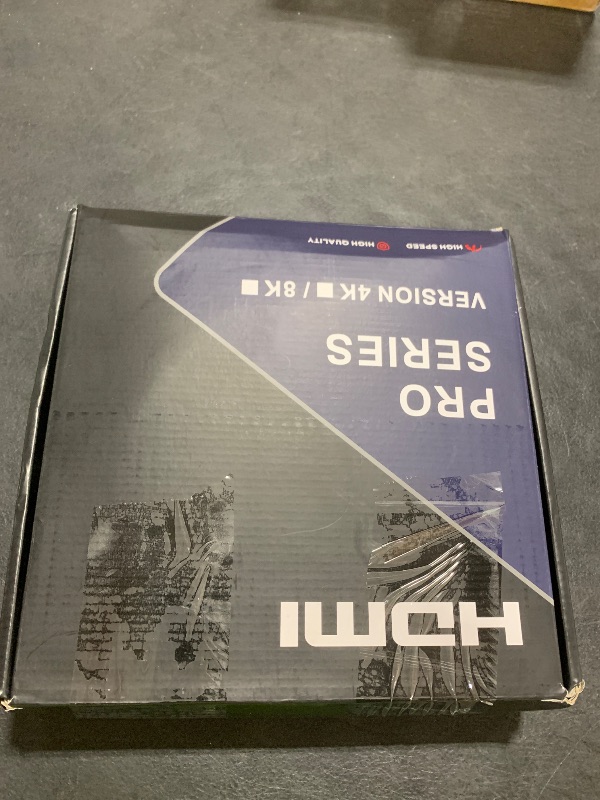 HDMI
PRO
SERIES
VERSION 4K ■ / 8K ■
HIGH SPEED HIGH QUALITY